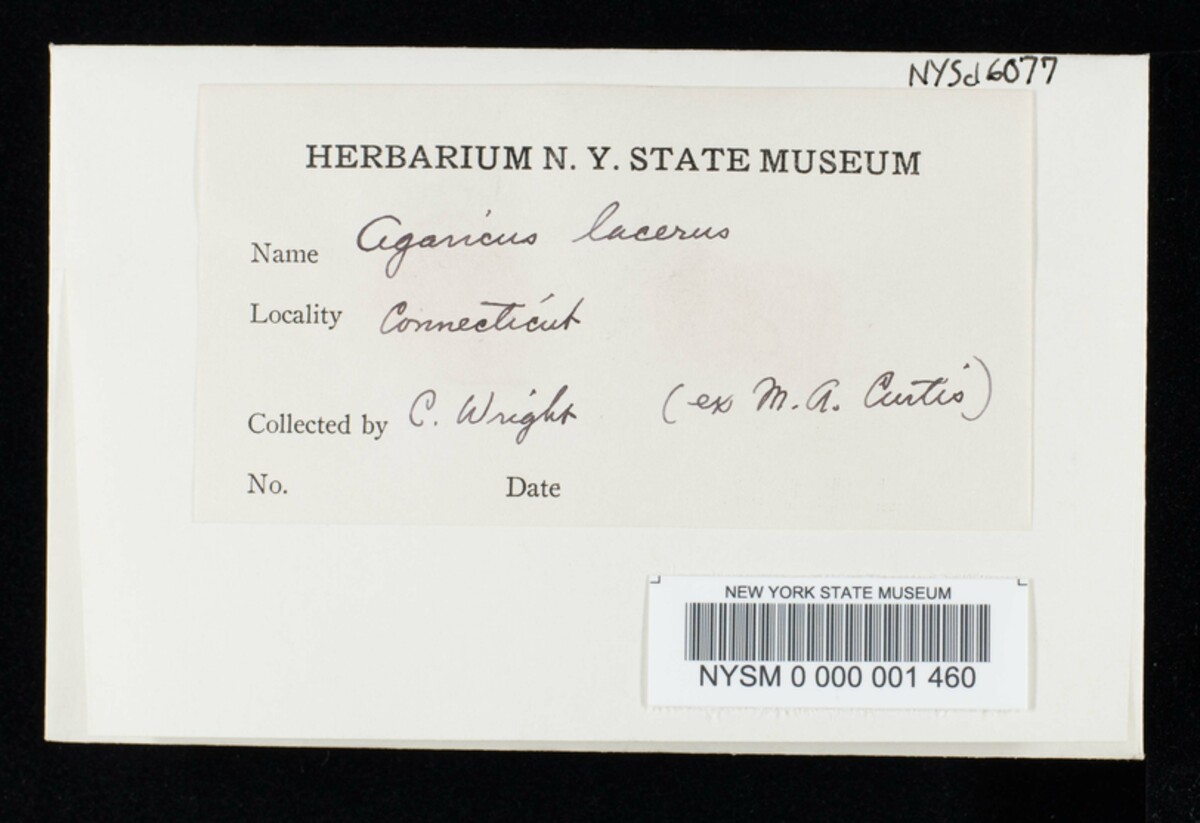 NYSd6077
HERBARIUM N. Y. STATE MUSEUM
Name Agaricus lacerus
Locality Connecticut
Collected by C. Wright (ex M. A. Curtis)
No. Date
NEW YORK STATE MUSEUM
NYSM 0 000 001 460